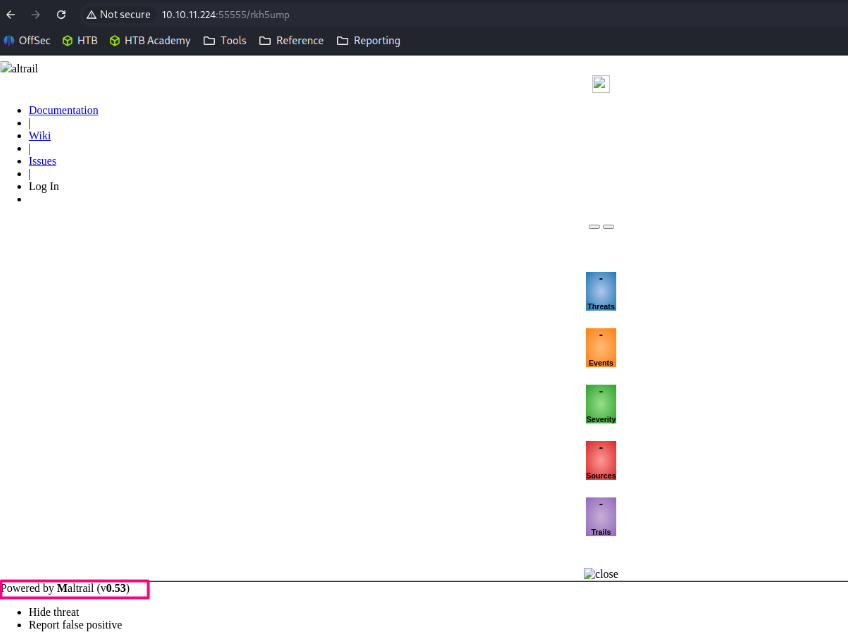 Not secure 10.10.11.224:55555/rkh5ump
OffSec HTB HTB Academy Tools Reference Reporting
altrail
Documentation
|
Wiki
|
Issues
|
Log In
-
Threats
-
Events
-
Severity
-
Sources
-
Trails
close
Powered by Maltrail (v0.53)
Hide threat
Report false positive